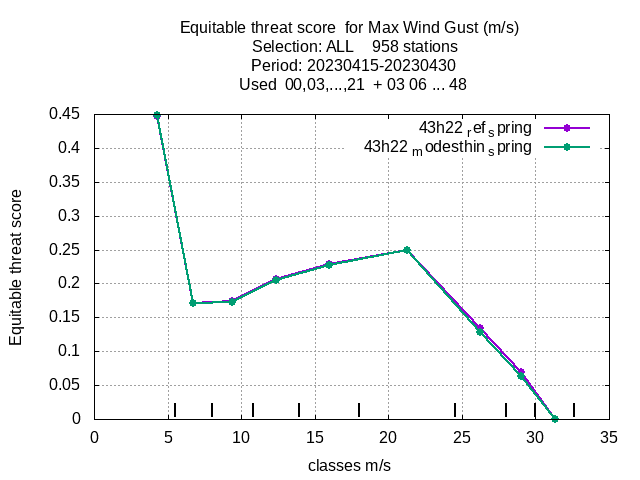 Equitable threat score  for Max Wind Gust (m/s)
Selection: ALL    958 stations
Period: 20230415-20230430
Used  00,03,...,21  + 03 06 ... 48
43h22 ref spring
43h22 modesthin spring
Equitable threat score
0.45
0.4
0.35
0.3
0.25
0.2
0.15
0.1
0.05
0
0 5 10 15 20 25 30 35
classes m/s